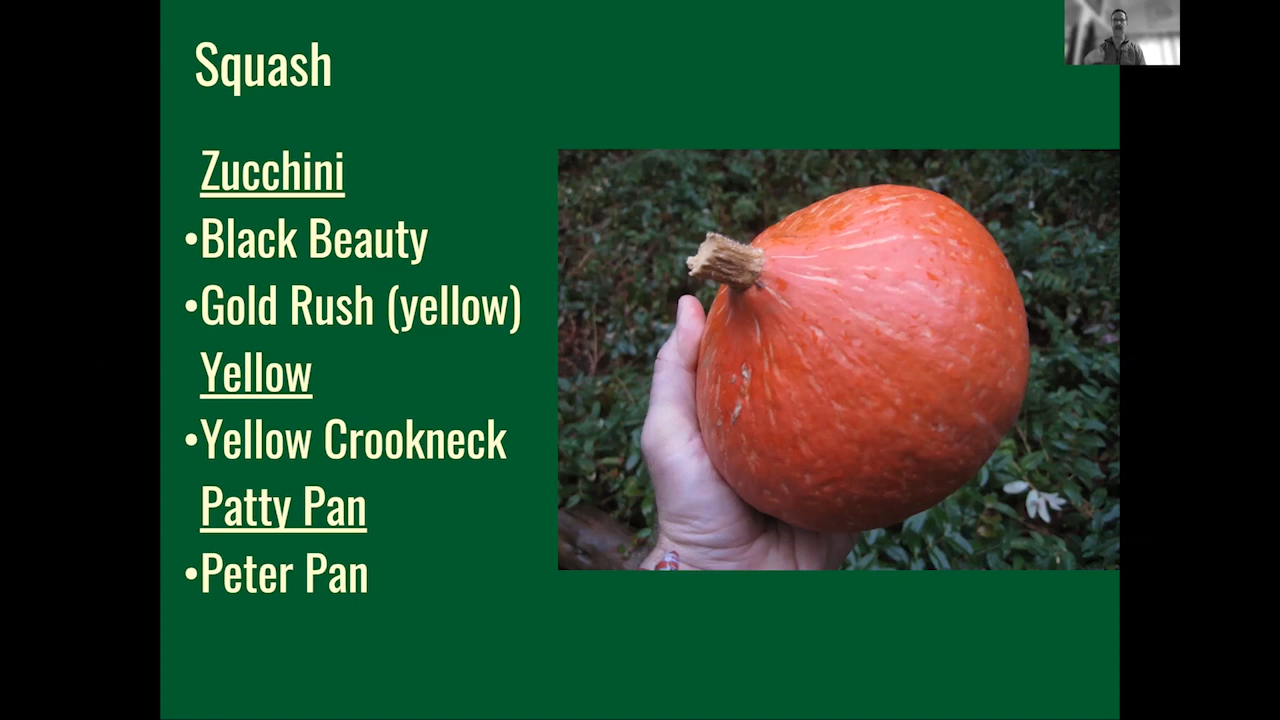 Squash
Zucchini
•Black Beauty
•Gold Rush (yellow)
Yellow
•Yellow Crookneck
Patty Pan
•Peter Pan